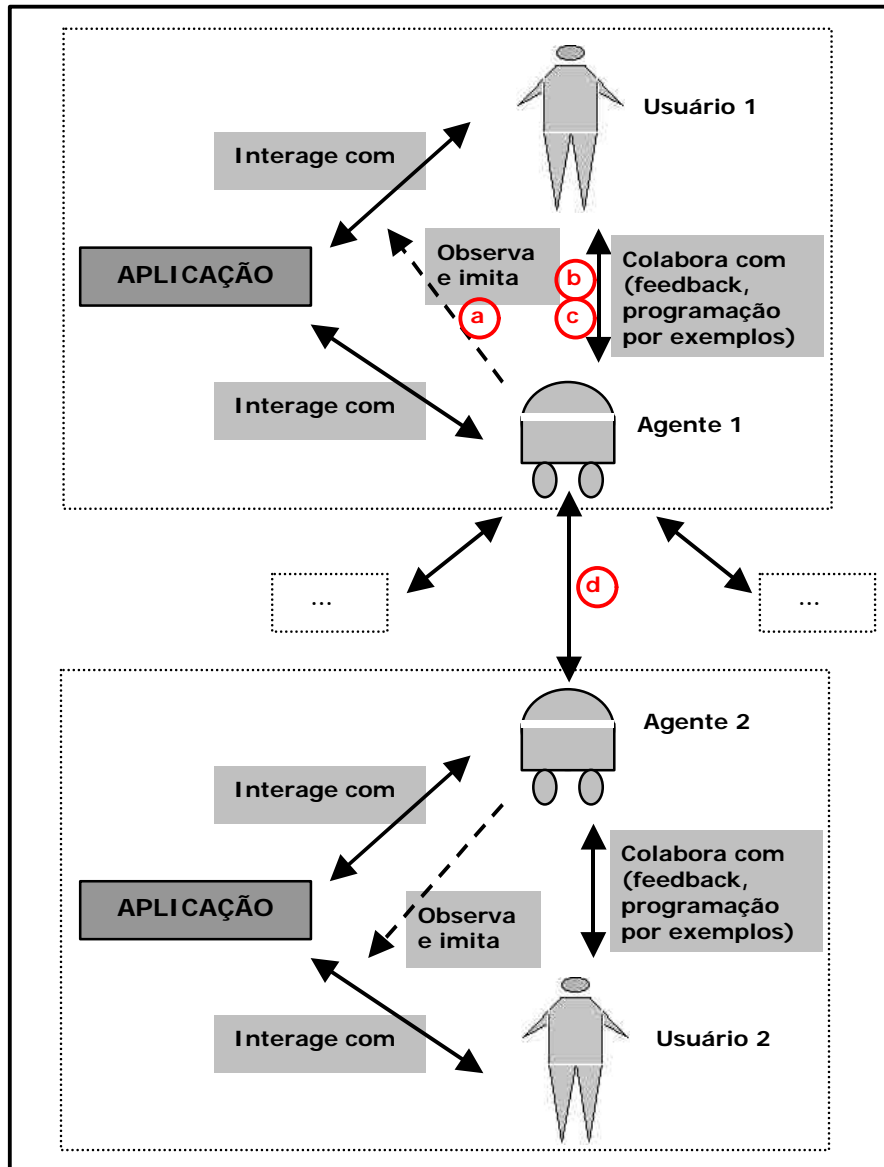 Usuário 1
Interage com
Observa
e imita
a
b
c
Colabora com
(feedback,
programação
por exemplos)
APLICAÇÃO
Interage com
Agente 1
...
d
...
Agente 2
Interage com
Colabora com
(feedback,
programação
por exemplos)
APLICAÇÃO
Observa
e imita
Interage com
Usuário 2